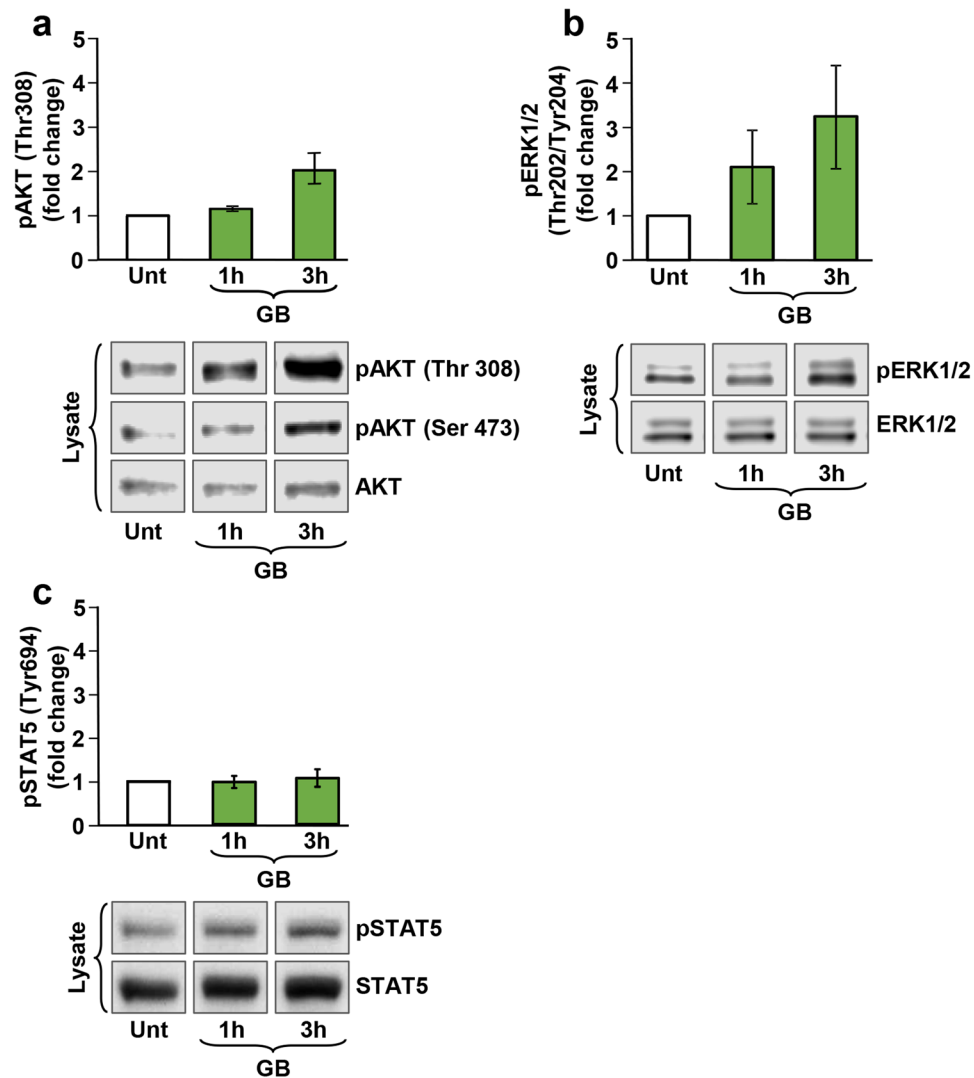 a
pAKT (Thr308)
(fold change)
5
4
3
2
1
0
Unt
1h
3h
GB
Lysate
pAKT (Thr 308)
pAKT (Ser 473)
AKT
Unt
1h
3h
GB
b
pERK1/2
(Thr202/Tyr204)
(fold change)
5
4
3
2
1
0
Unt
1h
3h
GB
Lysate
pERK1/2
ERK1/2
Unt
1h
3h
GB
c
pSTAT5 (Tyr694)
(fold change)
5
4
3
2
1
0
Unt
1h
3h
GB
Lysate
pSTAT5
STAT5
Unt
1h
3h
GB